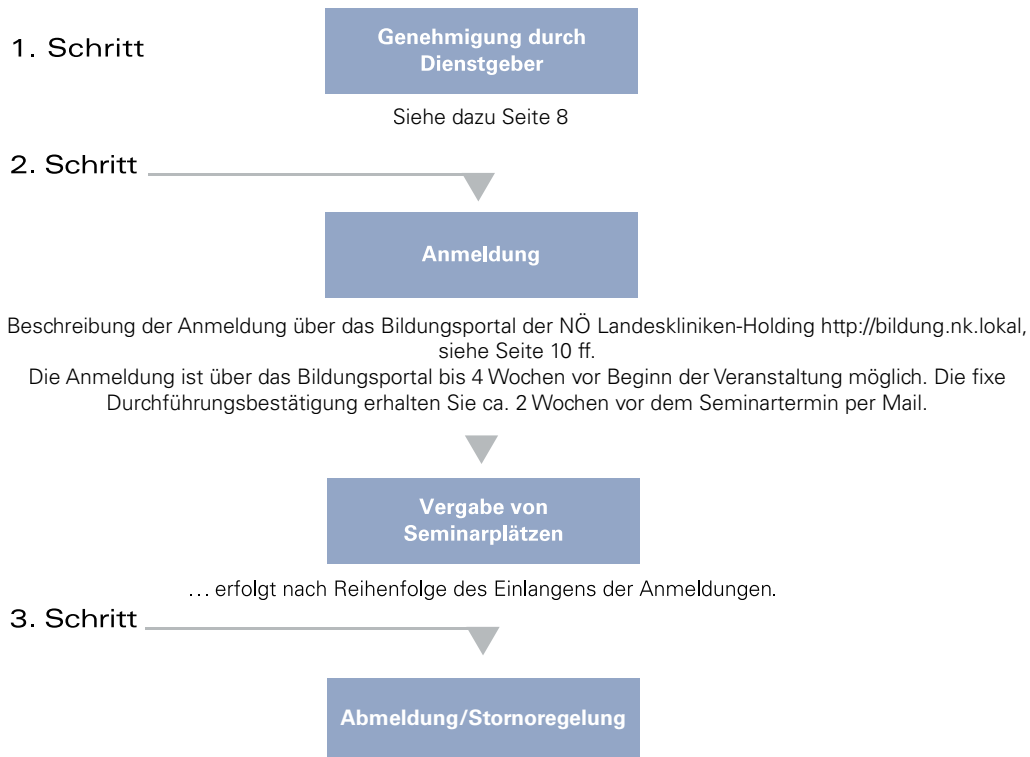 1. Schritt
Genehmigung durch
Dienstgeber
Siehe dazu Seite 8
2. Schritt
Anmeldung
Beschreibung der Anmeldung über das Bildungsportal der NÖ Landeskliniken-Holding http://bildung.nk.lokal,
siehe Seite 10 ff.
Die Anmeldung ist über das Bildungsportal bis 4 Wochen vor Beginn der Veranstaltung möglich. Die fixe
Durchführungsbestätigung erhalten Sie ca. 2 Wochen vor dem Seminartermin per Mail.
Vergabe von
Seminarplätzen
… erfolgt nach Reihenfolge des Einlangens der Anmeldungen.
3. Schritt
Abmeldung/Stornoregelung